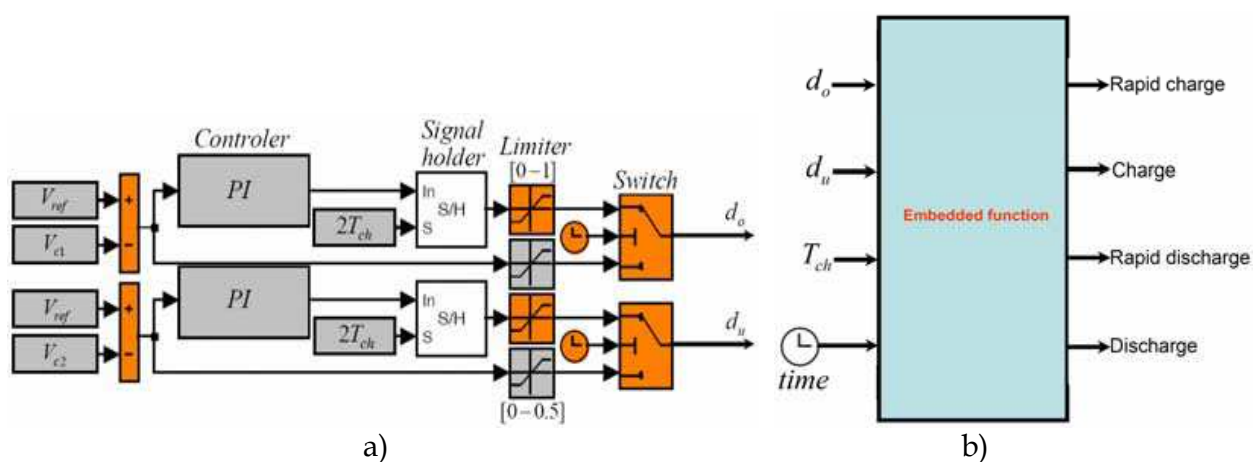 Controler
Signal
holder
Limiter
[0−1]
Switch
V_ref
V_c1
+
−
PI
2T_ch
In
S/H
S
d_o
V_ref
V_c2
+
−
PI
2T_ch
In
S/H
S
d_u
[0−0.5]
a)
d_o
d_u
T_ch
time
Embedded function
Rapid charge
Charge
Rapid discharge
Discharge
b)